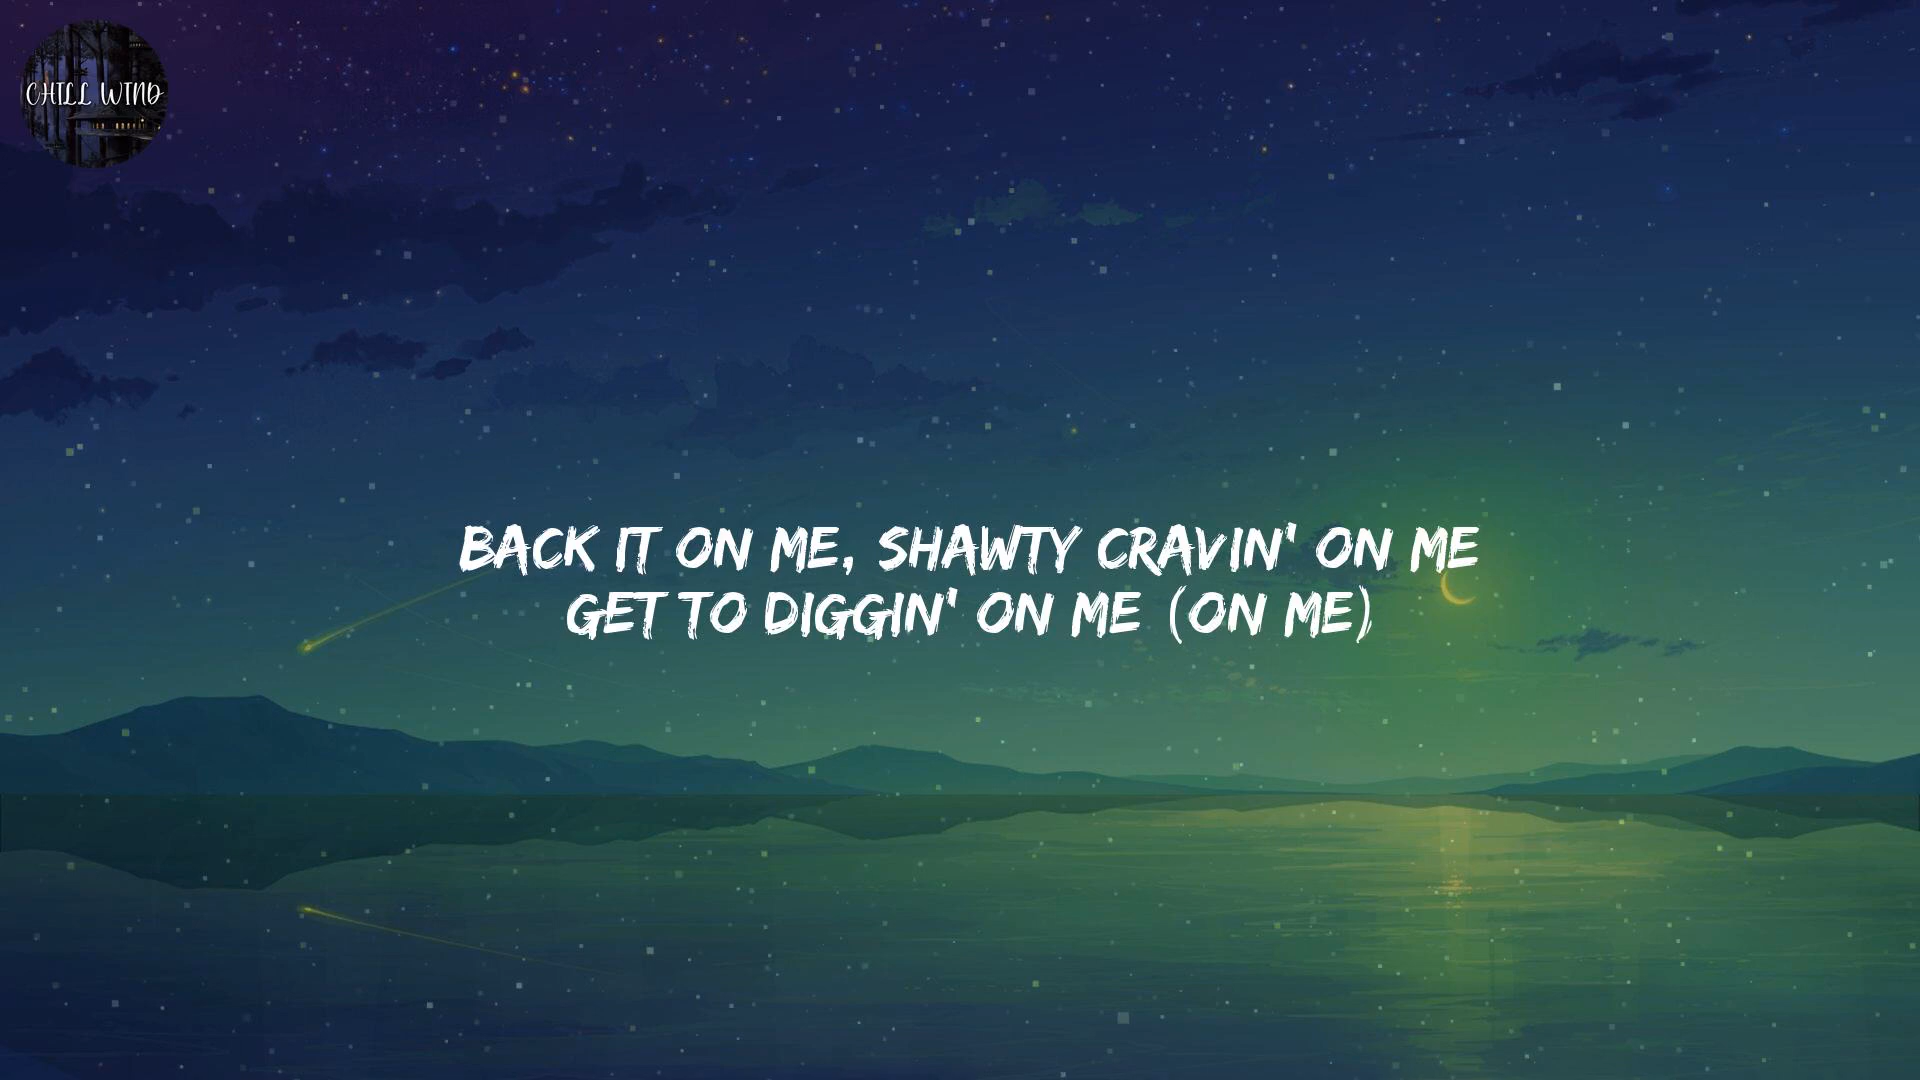 CHILL WIND
BACK IT ON ME, SHAWTY CRAVIN' ON ME
GET TO DIGGIN' ON ME (ON ME)